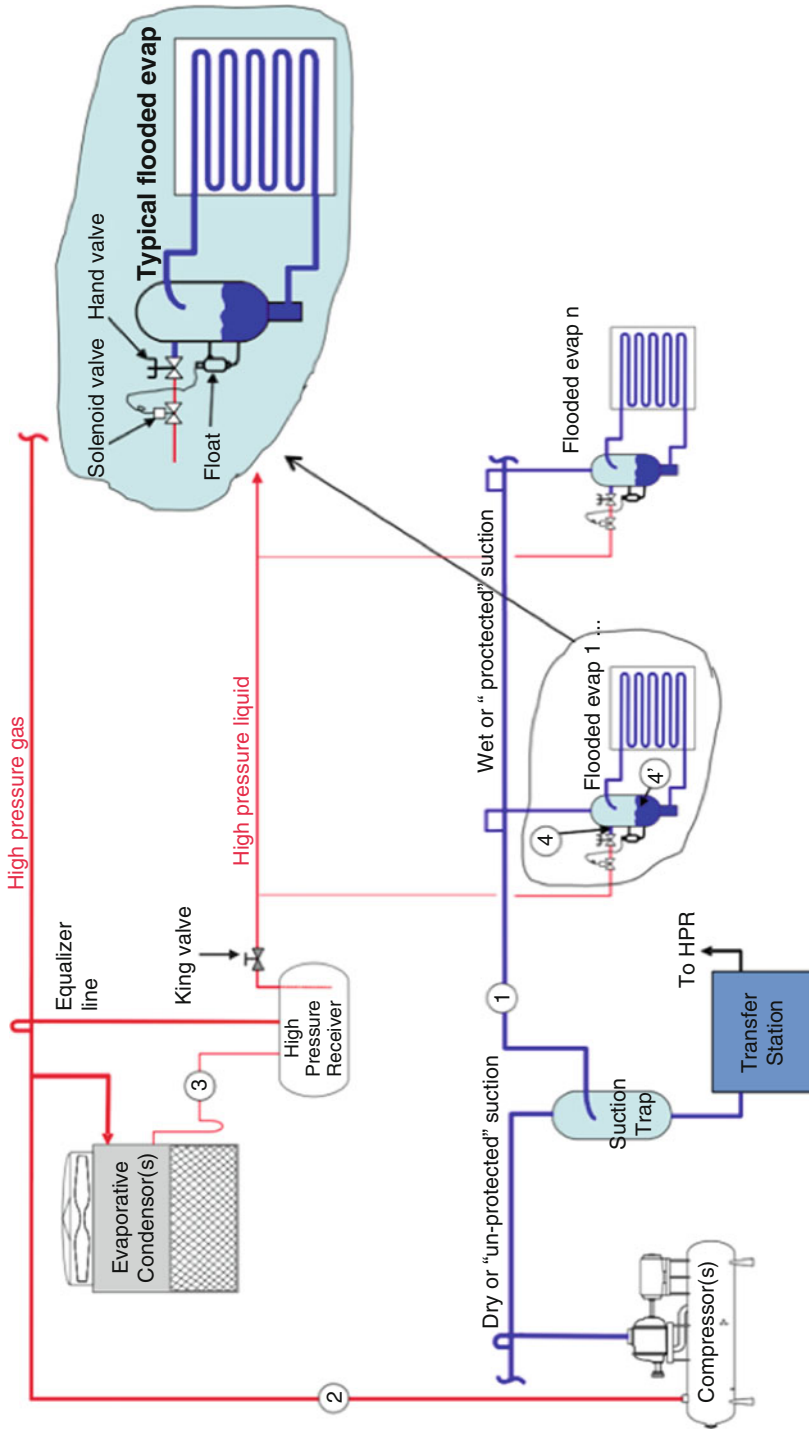 High pressure gas
Equalizer
line
King valve
High pressure liquid
Evaporative
Condensor(s)
3
High
Pressure
Receiver
2
Solenoid valve
Hand valve
Float
Typical flooded evap
Dry or “un-protected” suction
1
Wet or “ proctected” suction
Suction
Trap
Compressor(s)
Transfer
Station
To HPR
Flooded evap 1 ...
4
4'
Flooded evap n